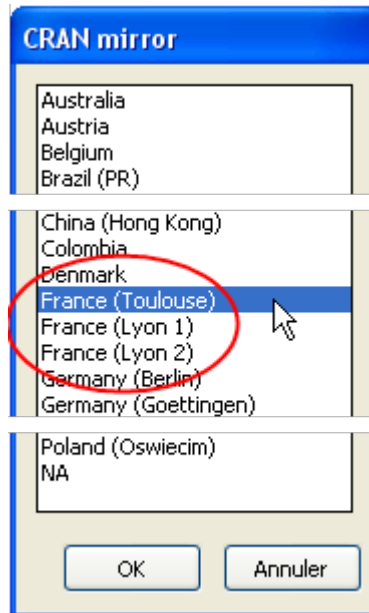 CRAN mirror
Australia
Austria
Belgium
Brazil (PR)
China (Hong Kong)
Colombia
Denmark
France (Toulouse)
France (Lyon 1)
France (Lyon 2)
Germany (Berlin)
Germany (Goettingen)
Poland (Oswiecim)
NA
OK
Annuler